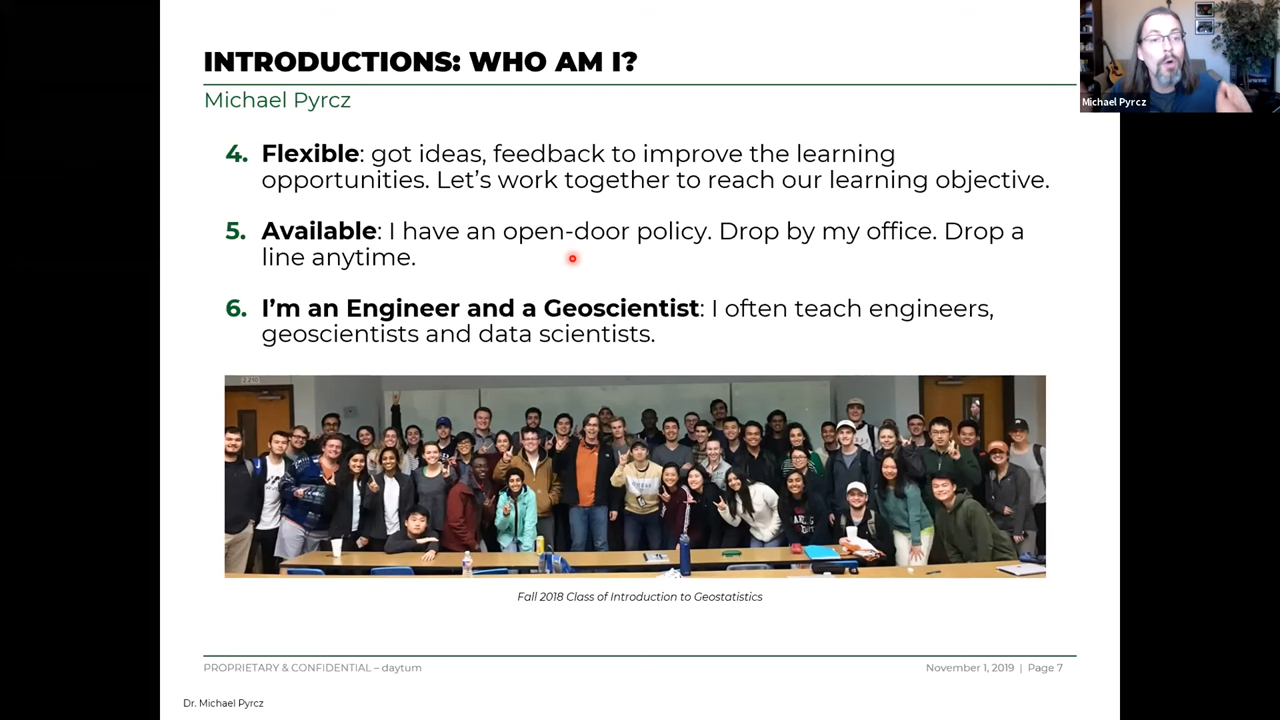 INTRODUCTIONS: WHO AM I?
Michael Pyrcz
Michael Pyrcz
4. Flexible: got ideas, feedback to improve the learning
opportunities. Let’s work together to reach our learning objective.
5. Available: I have an open-door policy. Drop by my office. Drop a
line anytime.
6. I’m an Engineer and a Geoscientist: I often teach engineers,
geoscientists and data scientists.
2.210
Fall 2018 Class of Introduction to Geostatistics
PROPRIETARY & CONFIDENTIAL – daytum
November 1, 2019 | Page 7
Dr. Michael Pyrcz